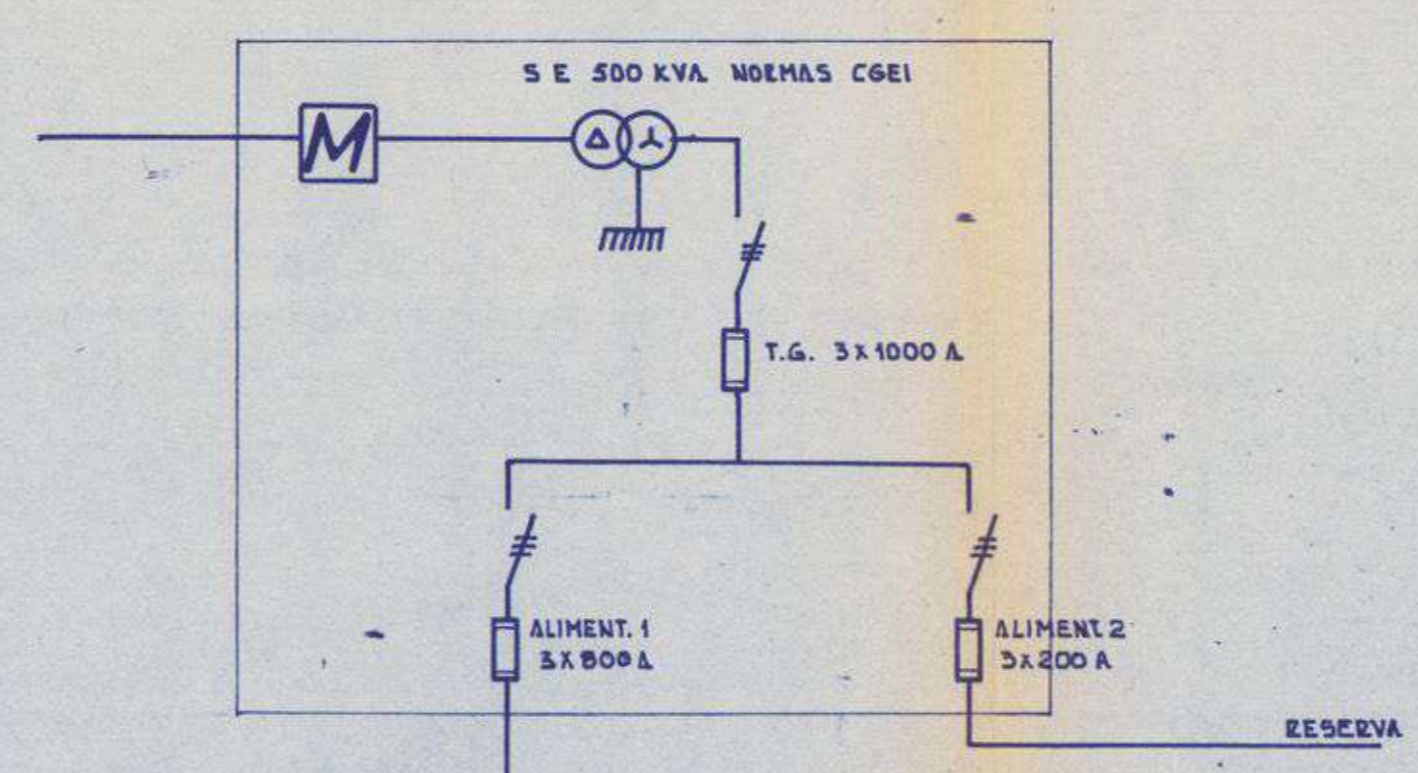 S E 500 KVA NORMAS CGEI
M
T.G. 3 X 1000 A
ALIMENT. 1
3 X 800 A
ALIMENT. 2
3 X 200 A
RESERVA